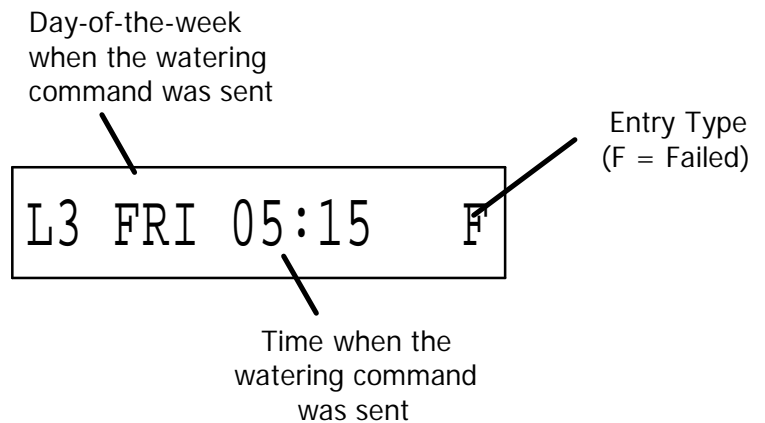 Day-of-the-week
when the watering
command was sent
Entry Type
(F = Failed)
L3 FRI 05:15 F
Time when the
watering command
was sent